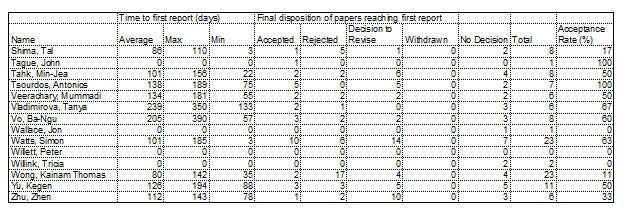 Time to first report (days) Final disposition of papers reaching first report
Name Average Max Min Accepted Rejected Decision to Revise Withdrawn No Decision Total Acceptance Rate (%)
Shima, Tal 86 110 3 1 5 1 0 2 8 17
Tague, John 0 0 0 1 0 0 0 0 1 100
Tahk, Min-Jea 101 156 22 2 2 6 0 4 8 50
Tsourdos, Antonios 138 189 75 5 0 5 0 2 7 100
Veerachary, Mummadi 134 181 55 2 2 2 0 2 6 50
Vladimirova, Tanya 239 350 133 2 1 0 0 3 6 67
Vo, Ba-Ngu 205 390 57 3 2 2 0 3 8 60
Wallace, Jon 0 0 0 0 0 0 0 1 1 0
Watts, Simon 101 185 3 10 6 14 0 7 23 63
Willett, Peter 0 0 0 0 0 0 0 0 0 0
Willink, Tricia 0 0 0 0 0 0 0 2 2 0
Wong, Kainam Thomas 80 142 35 2 17 4 0 4 23 11
Yu, Kegen 126 194 88 3 3 5 0 5 11 50
Zhu, Zhen 112 143 78 1 2 10 0 3 6 33